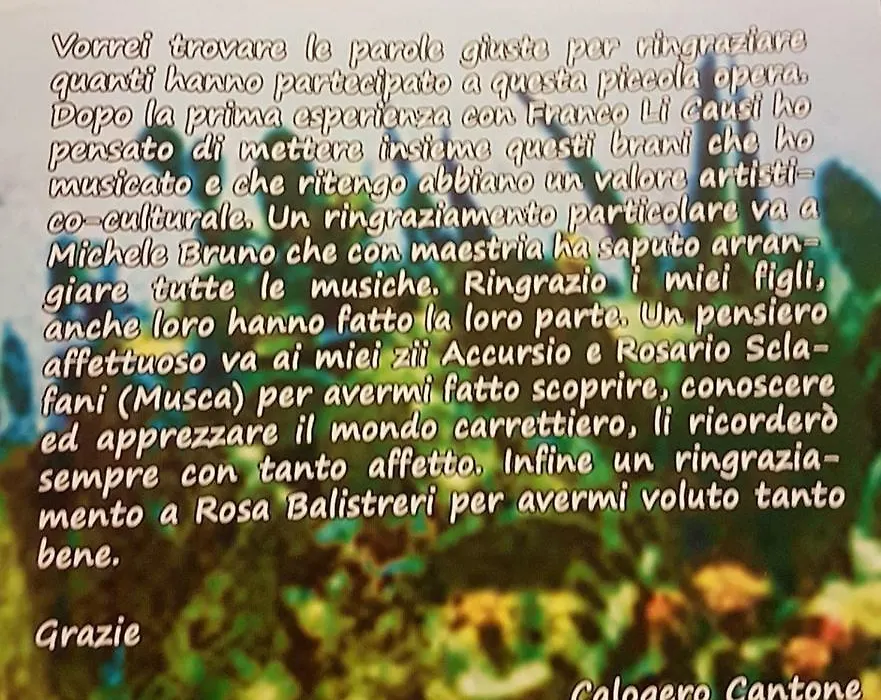 Vorrei trovare le parole giuste per ringraziare
quanti hanno partecipato a questa piccola opera.
Dopo la prima esperienza con Franco Li Causi ho
pensato di mettere insieme questi brani che ho
musicato e che ritengo abbiano un valore artisti-
co-culturale. Un ringraziamento particolare va a
Michele Bruno che con maestria ha saputo arran-
giare tutte le musiche. Ringrazio i miei figli,
anche loro hanno fatto la loro parte. Un pensiero
affettuoso va ai miei zii Accursio e Rosario Scla-
fani (Musca) per avermi fatto scoprire, conoscere
ed apprezzare il mondo carrettiero, li ricorderò
sempre con tanto affetto. Infine un ringrazia-
mento a Rosa Balistreri per avermi voluto tanto
bene.
Grazie
Calogero Cantone